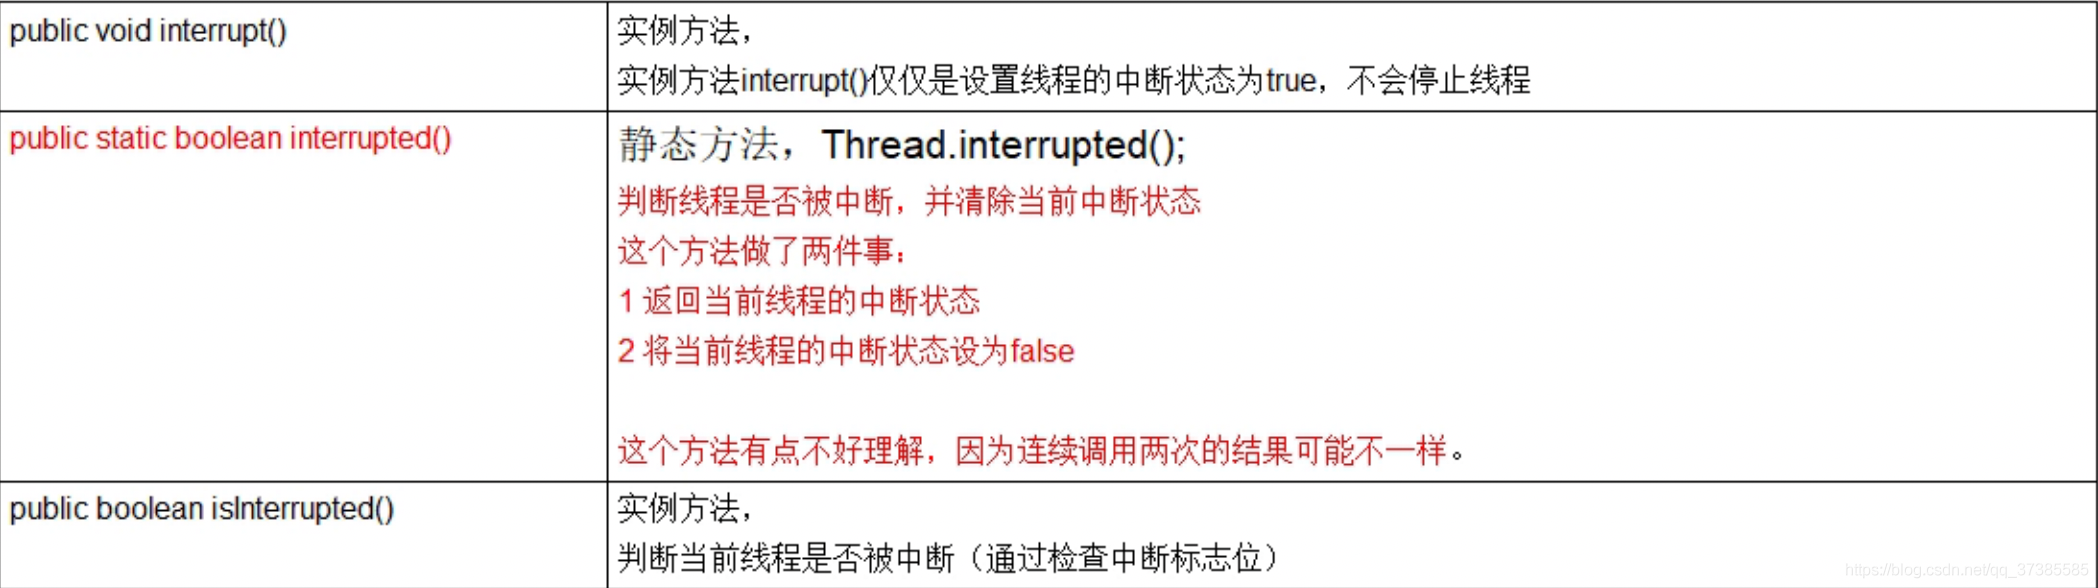 public void interrupt()
实例方法，
实例方法interrupt()仅仅是设置线程的中断状态为true，不会停止线程
public static boolean interrupted()
静态方法，Thread.interrupted();
判断线程是否被中断，并清除当前中断状态
这个方法做了两件事：
1 返回当前线程的中断状态
2 将当前线程的中断状态设为false
这个方法有点不好理解，因为连续调用两次的结果可能不一样。
public boolean isInterrupted()
实例方法，
判断当前线程是否被中断（通过检查中断标志位）
https://blog.csdn.net/qq_37385585